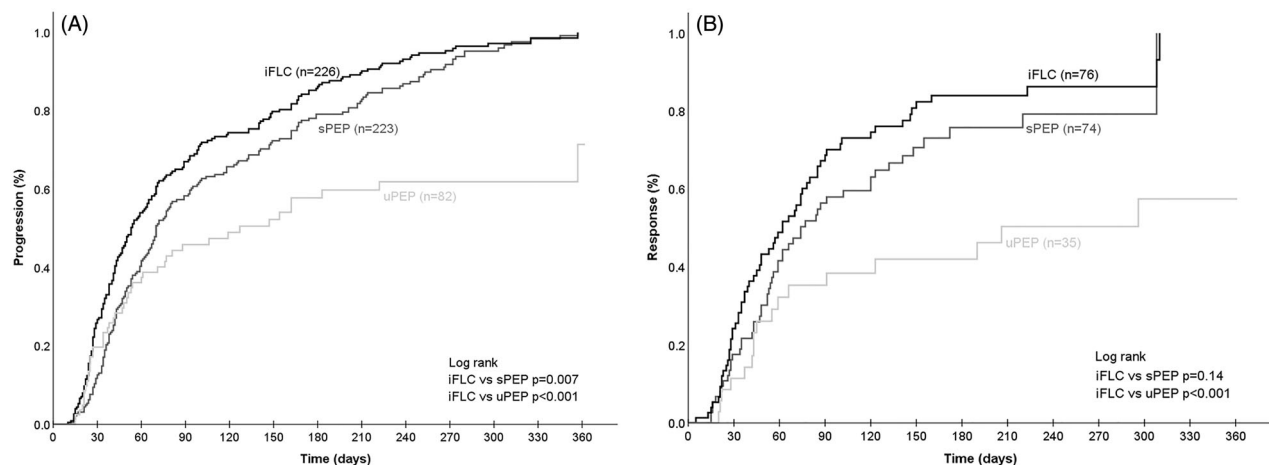 (A)
Progression (%)
1.0
0.8
0.6
0.4
0.2
0.0
iFLC (n=226)
sPEP (n=223)
uPEP (n=82)
Log rank
iFLC vs sPEP p=0.007
iFLC vs uPEP p<0.001
0 30 60 90 120 150 180 210 240 270 300 330 360
Time (days)
(B)
Response (%)
1.0
0.8
0.6
0.4
0.2
0.0
iFLC (n=76)
sPEP (n=74)
uPEP (n=35)
Log rank
iFLC vs sPEP p=0.14
iFLC vs uPEP p<0.001
0 30 60 90 120 150 180 210 240 270 300 330 360
Time (days)